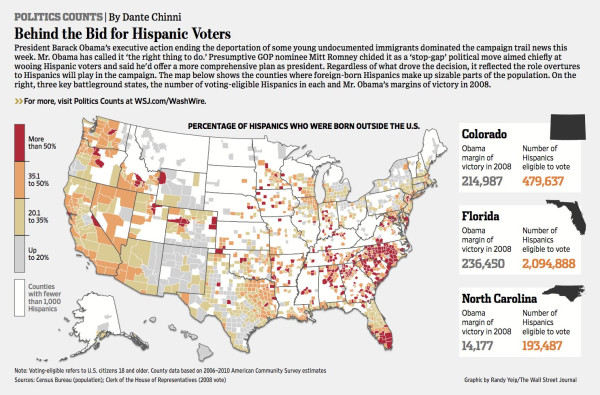 POLITICS COUNTS | By Dante Chinni
Behind the Bid for Hispanic Voters
President Barack Obama's executive action ending the deportation of some young undocumented immigrants dominated the campaign trail news this
week. Mr. Obama has called it 'the right thing to do.' Presumptive GOP nominee Mitt Romney chided it as a 'stop-gap' political move aimed chiefly at
wooing Hispanic voters and said he'd offer a more comprehensive plan as president. Regardless of what drove the decision, it reflected the role overtures
to Hispanics will play in the campaign. The map below shows the counties where foreign-born Hispanics make up sizable parts of the population. On the
right, three key battleground states, the number of voting-eligible Hispanics in each and Mr. Obama's margins of victory in 2008.
>> For more, visit Politics Counts at WSJ.com/WashWire.
PERCENTAGE OF HISPANICS WHO WERE BORN OUTSIDE THE U.S.
More
than 50%
35.1
to 50%
20.1
to 35%
Up
to 20%
Counties
with fewer
than 1,000
Hispanics
Colorado
Obama
margin of
victory in 2008
214,987
Number of
Hispanics
eligible to vote
479,637
Florida
Obama
margin of
victory in 2008
236,450
Number of
Hispanics
eligible to vote
2,094,888
North Carolina
Obama
margin of
victory in 2008
14,177
Number of
Hispanics
eligible to vote
193,487
Note: Voting-eligible refers to U.S. citizens 18 and older. County data based on 2006-2010 American Community Survey estimates
Sources: Census Bureau (population); Clerk of the House of Representatives (2008 vote)
Graphic by Randy Yeip/The Wall Street Journal